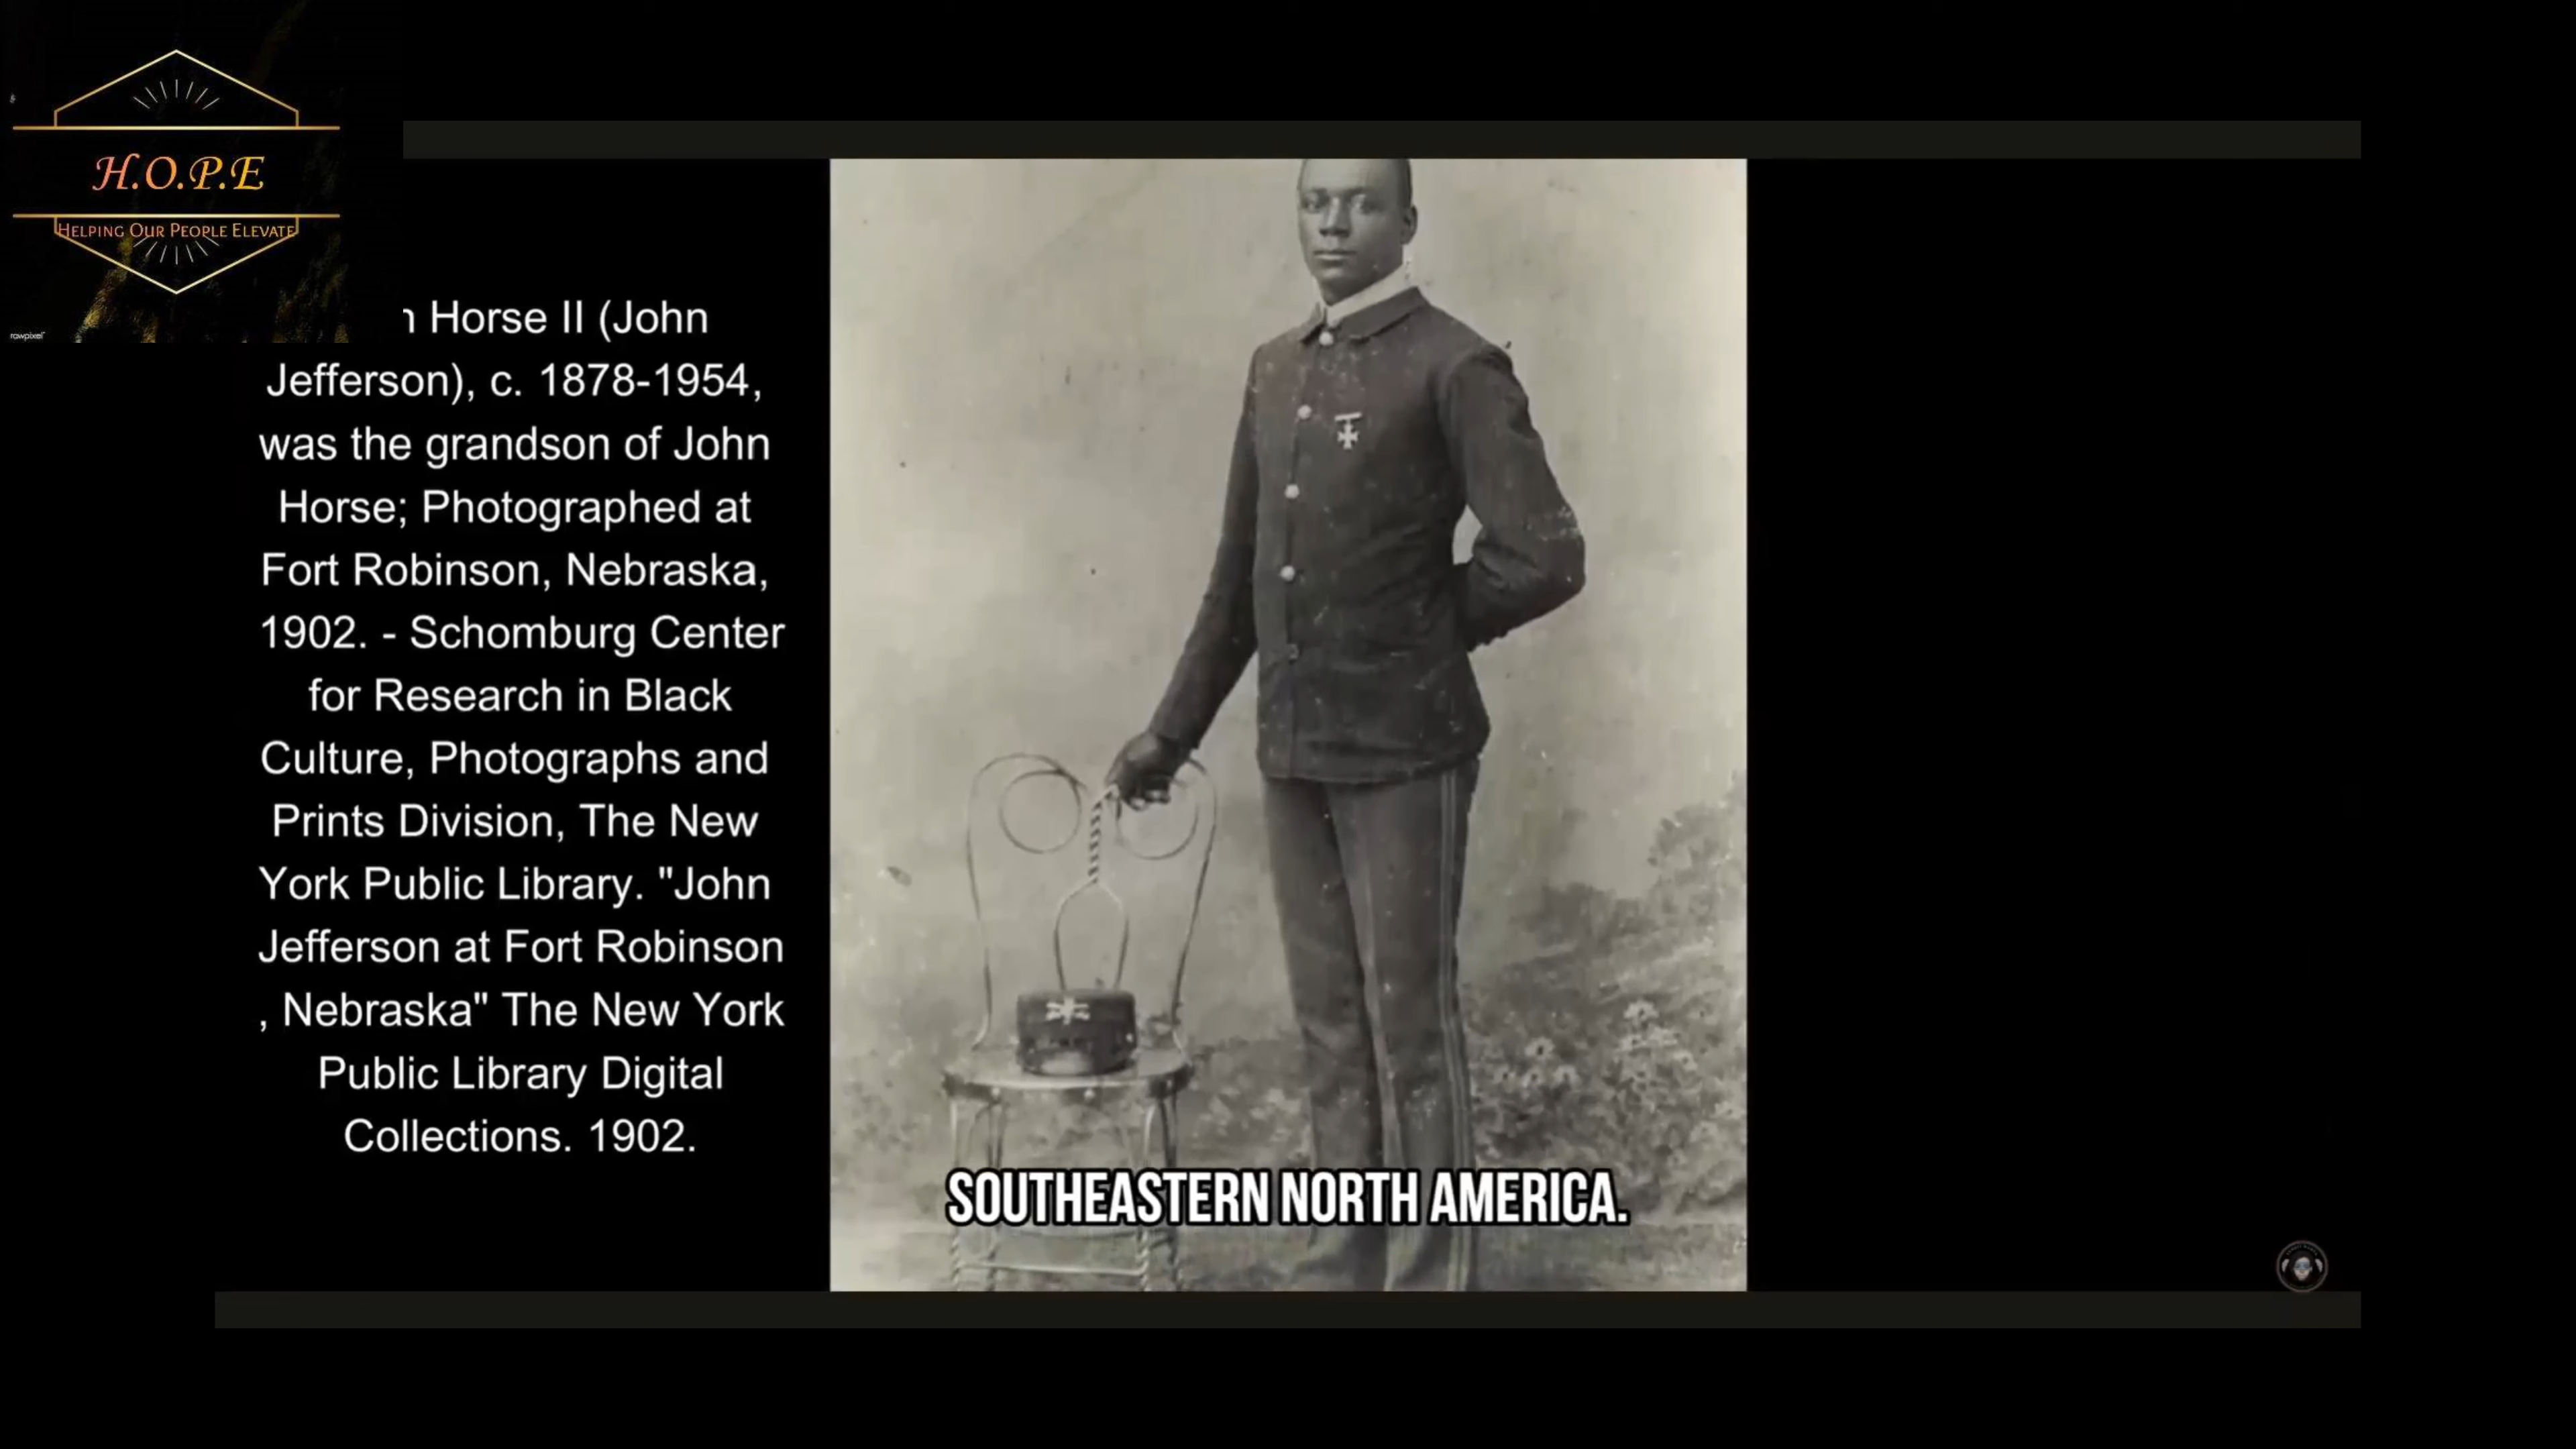 H.O.P.E
HELPING OUR PEOPLE ELEVATE
rawpixel
n Horse II (John
Jefferson), c. 1878-1954,
was the grandson of John
Horse; Photographed at
Fort Robinson, Nebraska,
1902. - Schomburg Center
for Research in Black
Culture, Photographs and
Prints Division, The New
York Public Library. "John
Jefferson at Fort Robinson
, Nebraska" The New York
Public Library Digital
Collections. 1902.
SOUTHEASTERN NORTH AMERICA.